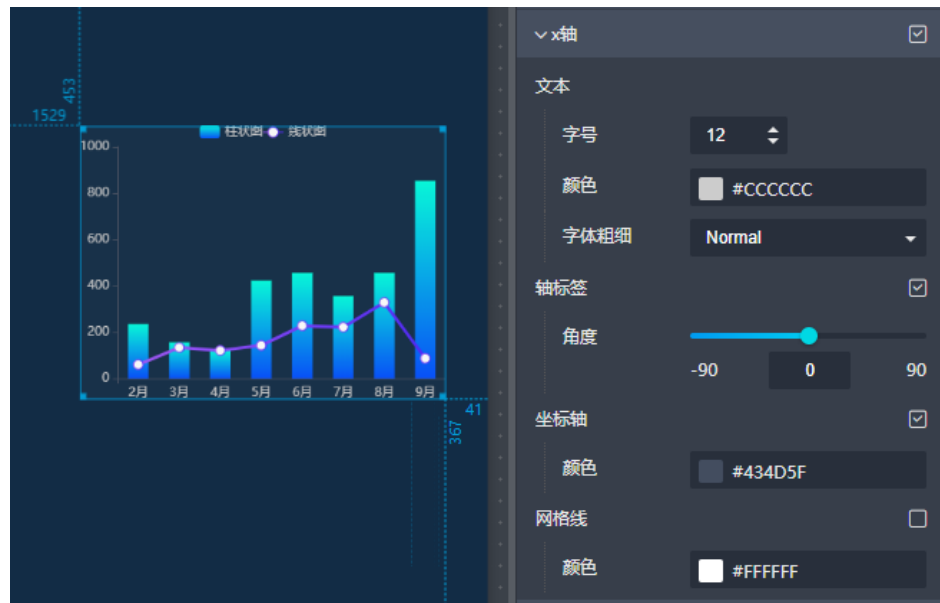 453
1529
柱状图 线状图
1000
800
600
400
200
0
2月 3月 4月 5月 6月 7月 8月 9月
41
367
x轴
文本
字号 12
颜色 #CCCCCC
字体粗细 Normal
轴标签
角度
-90 0 90
坐标轴
颜色 #434D5F
网格线
颜色 #FFFFFF